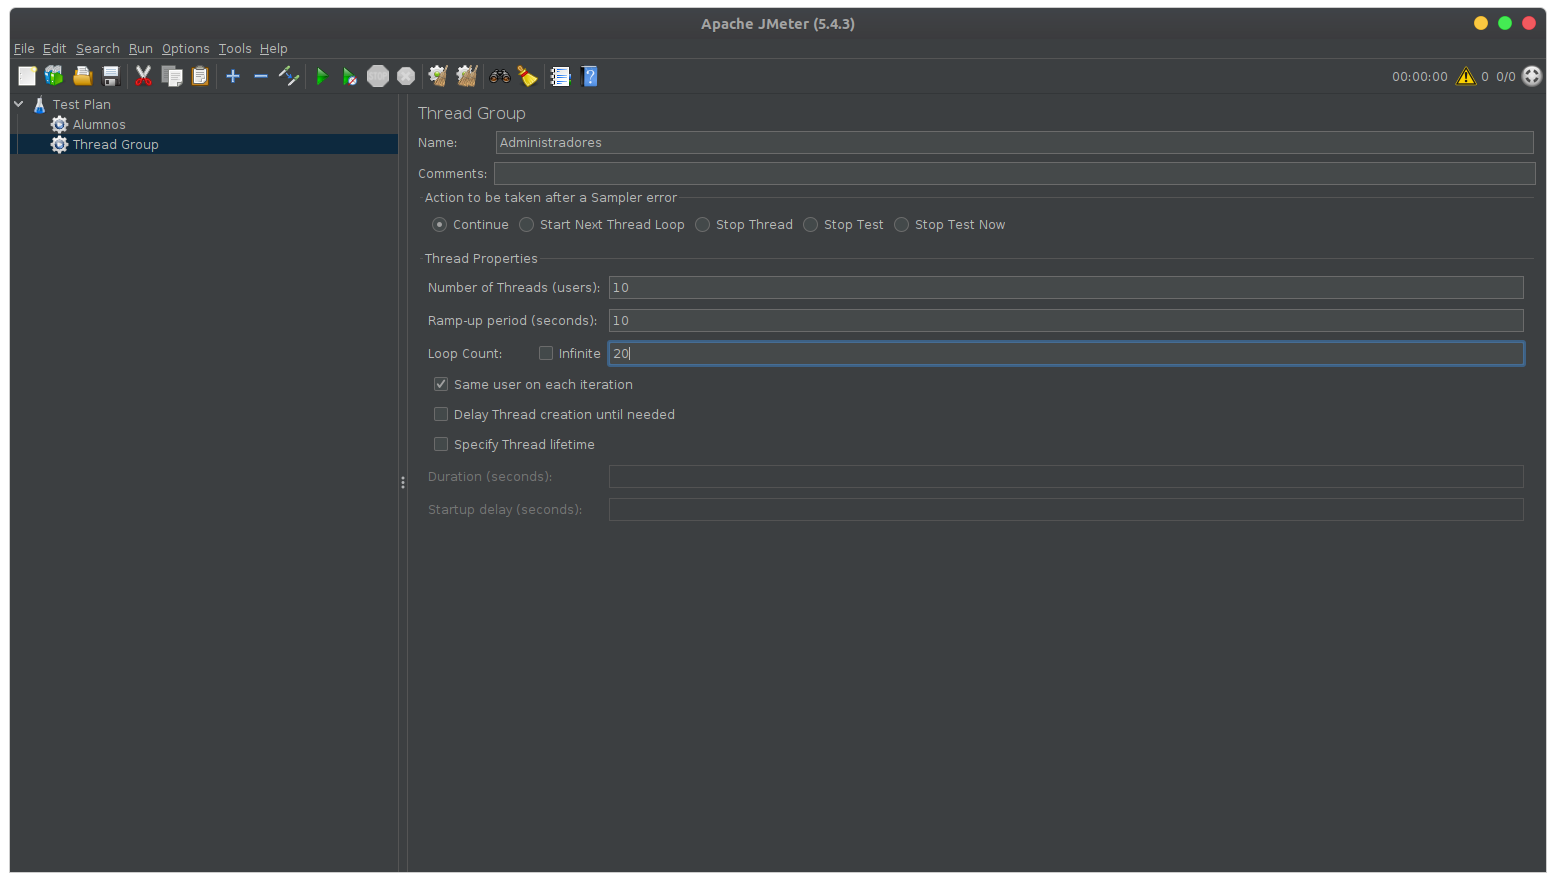 Apache JMeter (5.4.3)
File Edit Search Run Options Tools Help
STOP
00:00:00 0 0/0
Test Plan
Alumnos
Thread Group
Thread Group
Name: Administradores
Comments:
Action to be taken after a Sampler error
Continue Start Next Thread Loop Stop Thread Stop Test Stop Test Now
Thread Properties
Number of Threads (users): 10
Ramp-up period (seconds): 10
Loop Count: Infinite 20
Same user on each iteration
Delay Thread creation until needed
Specify Thread lifetime
Duration (seconds):
Startup delay (seconds):